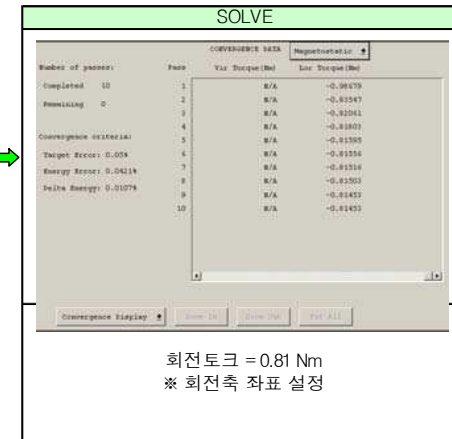 SOLVE
CONVERGENCE DATA Magnetostatic
Number of passes: Pass Vir Torque(Nm) Lor Torque(Nm)
Completed 10 1 N/A -0.98679
2 N/A -0.83547
Remaining 0
3 N/A -0.82061
4 N/A -0.81803
Convergence criteria:
5 N/A -0.81595
Target Error: 0.05%
6 N/A -0.81556
Energy Error: 0.0421%
7 N/A -0.81516
8 N/A -0.81503
Delta Energy: 0.0107%
9 N/A -0.81453
10 N/A -0.81453
Convergence Display Zoom In Zoom Out Fit All
회전토크 = 0.81 Nm
※ 회전축 좌표 설정